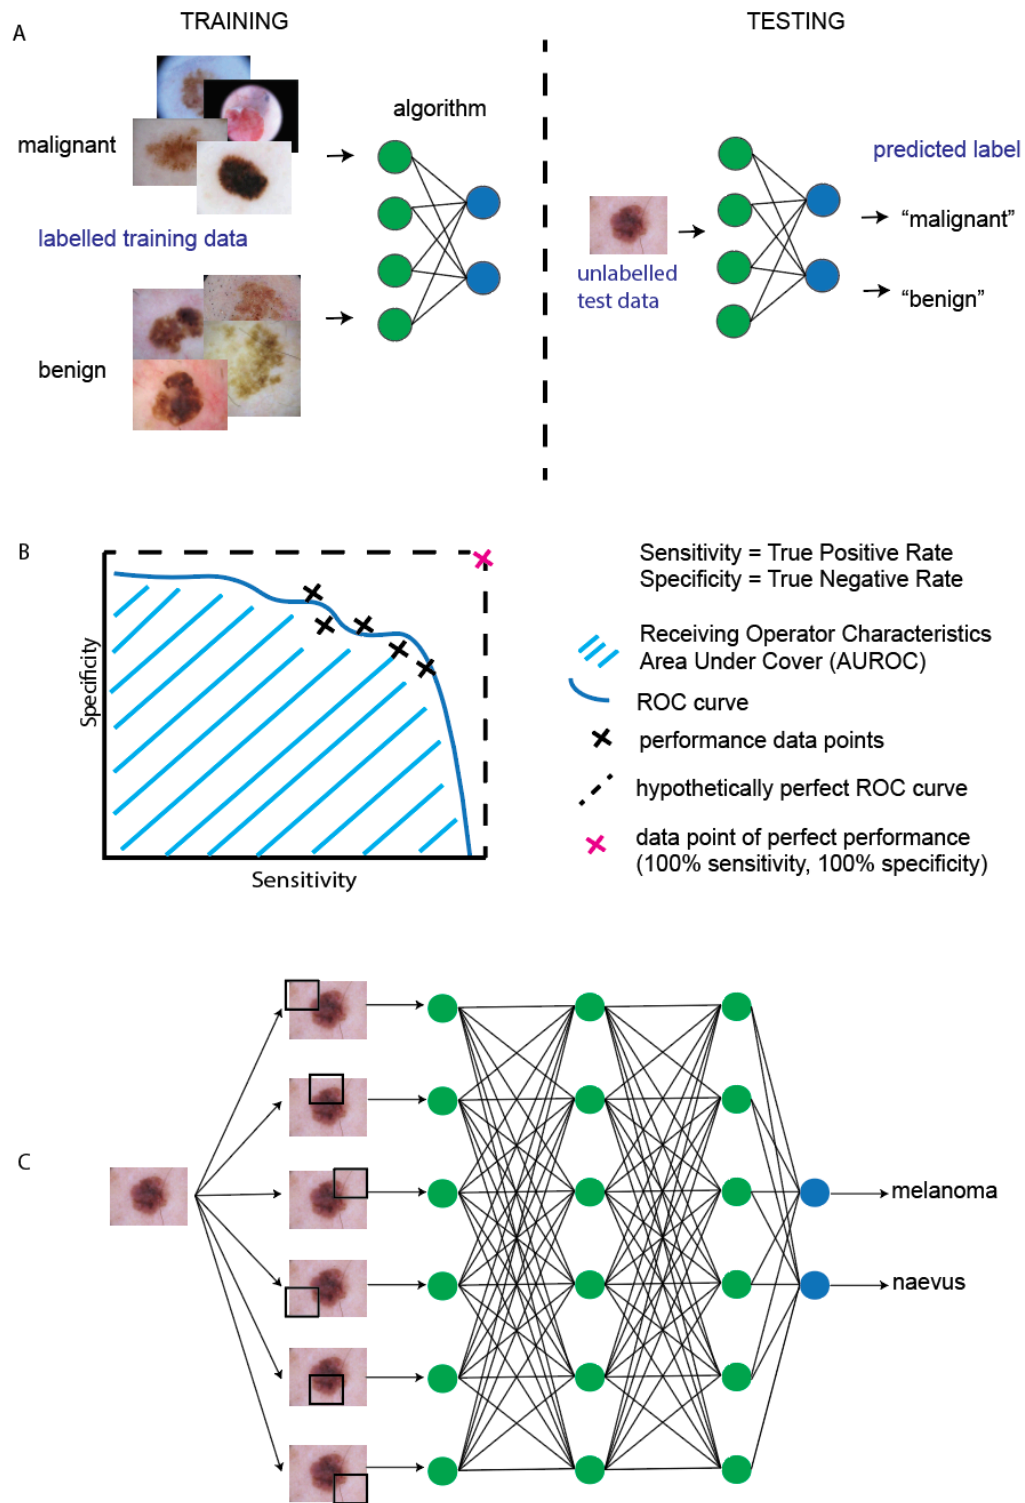 A
TRAINING
TESTING
malignant
algorithm
labelled training data
benign
predicted label
“malignant”
unlabelled
test data
“benign”
B
Specificity
Sensitivity
Sensitivity = True Positive Rate
Specificity = True Negative Rate
Receiving Operator Characteristics
Area Under Cover (AUROC)
ROC curve
performance data points
hypothetically perfect ROC curve
data point of perfect performance
(100% sensitivity, 100% specificity)
C
melanoma
naevus